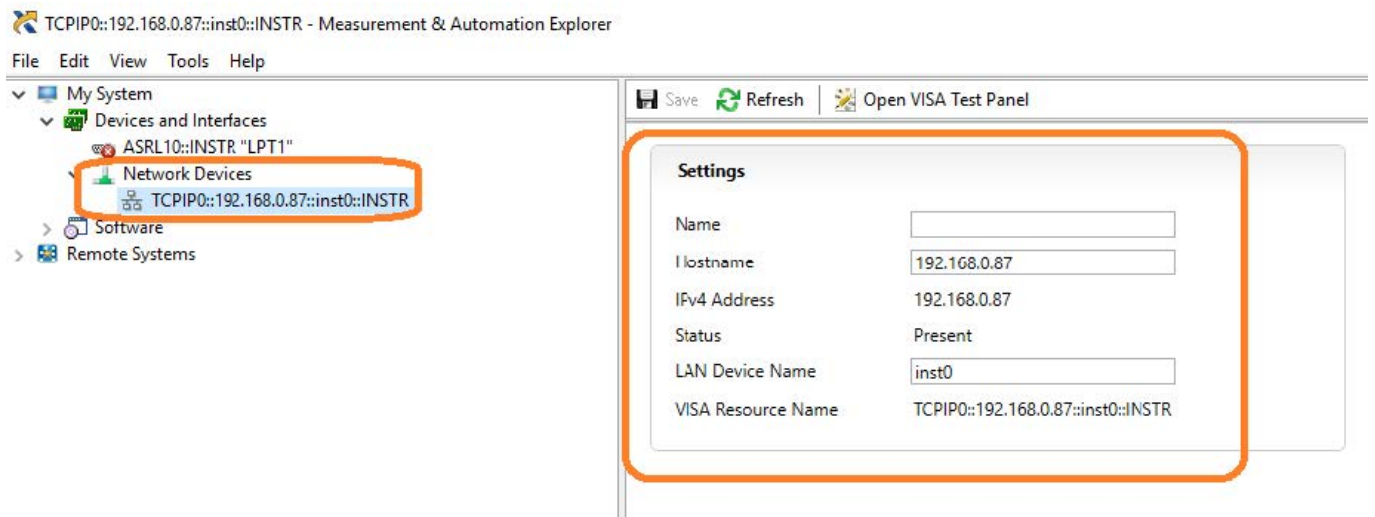 TCPIP0::192.168.0.87::inst0::INSTR - Measurement & Automation Explorer
File Edit View Tools Help
My System
Devices and Interfaces
ASRL10::INSTR "LPT1"
Network Devices
TCPIP0::192.168.0.87::inst0::INSTR
Software
Remote Systems
Save Refresh Open VISA Test Panel
Settings
Name
Hostname 192.168.0.87
IPv4 Address 192.168.0.87
Status Present
LAN Device Name inst0
VISA Resource Name TCPIP0::192.168.0.87::inst0::INSTR